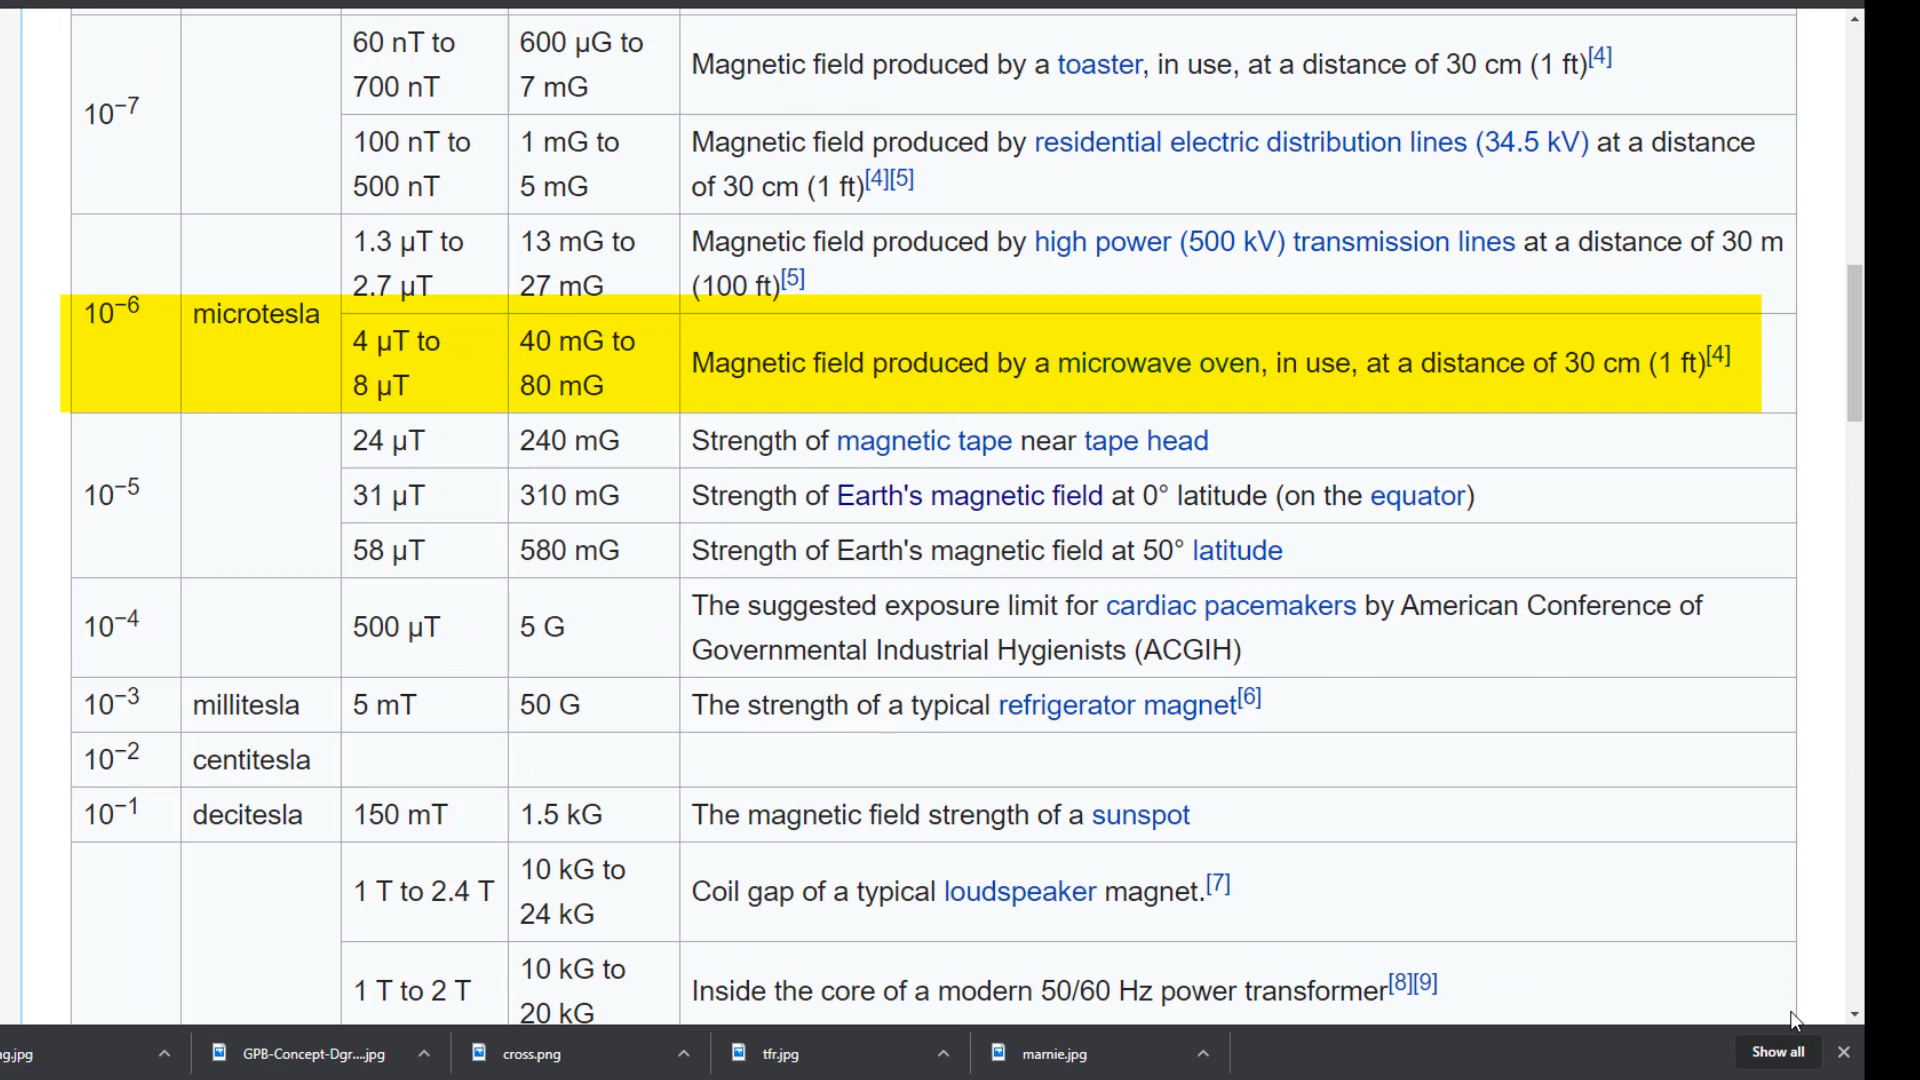 60 nT to
700 nT
600 µG to
7 mG
Magnetic field produced by a toaster, in use, at a distance of 30 cm (1 ft)[4]
10⁻⁷
100 nT to
500 nT
1 mG to
5 mG
Magnetic field produced by residential electric distribution lines (34.5 kV) at a distance
of 30 cm (1 ft)[4][5]
1.3 µT to
2.7 µT
13 mG to
27 mG
Magnetic field produced by high power (500 kV) transmission lines at a distance of 30 m
(100 ft)[5]
10⁻⁶
microtesla
4 µT to
8 µT
40 mG to
80 mG
Magnetic field produced by a microwave oven, in use, at a distance of 30 cm (1 ft)[4]
10⁻⁵
24 µT
240 mG
Strength of magnetic tape near tape head
31 µT
310 mG
Strength of Earth's magnetic field at 0° latitude (on the equator)
58 µT
580 mG
Strength of Earth's magnetic field at 50° latitude
10⁻⁴
500 µT
5 G
The suggested exposure limit for cardiac pacemakers by American Conference of
Governmental Industrial Hygienists (ACGIH)
10⁻³
millitesla
5 mT
50 G
The strength of a typical refrigerator magnet[6]
10⁻²
centitesla
10⁻¹
decitesla
150 mT
1.5 kG
The magnetic field strength of a sunspot
1 T to 2.4 T
10 kG to
24 kG
Coil gap of a typical loudspeaker magnet.[7]
1 T to 2 T
10 kG to
20 kG
Inside the core of a modern 50/60 Hz power transformer[8][9]
g.jpg
GPB-Concept-Dgr....jpg
cross.png
tfr.jpg
marnie.jpg
Show all